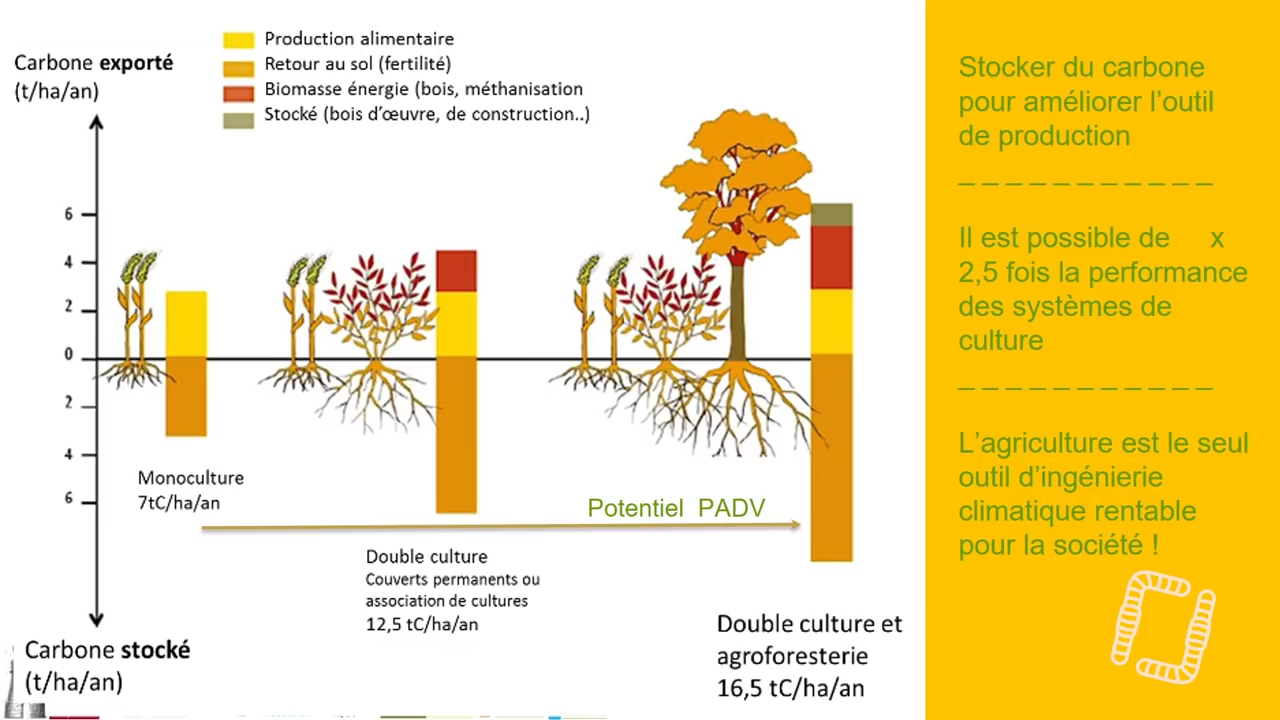 Carbone exporté
(t/ha/an)
Production alimentaire
Retour au sol (fertilité)
Biomasse énergie (bois, méthanisation
Stocké (bois d'œuvre, de construction..)
6
4
2
0
2
4
6
Monoculture
7tC/ha/an
Potentiel PADV
Double culture
Couverts permanents ou
association de cultures
12,5 tC/ha/an
Double culture et
agroforesterie
16,5 tC/ha/an
Carbone stocké
(t/ha/an)
Stocker du carbone
pour améliorer l'outil
de production
_ _ _ _ _ _ _ _ _ _ _
Il est possible de x
2,5 fois la performance
des systèmes de
culture
_ _ _ _ _ _ _ _ _ _ _
L'agriculture est le seul
outil d'ingénierie
climatique rentable
pour la société !